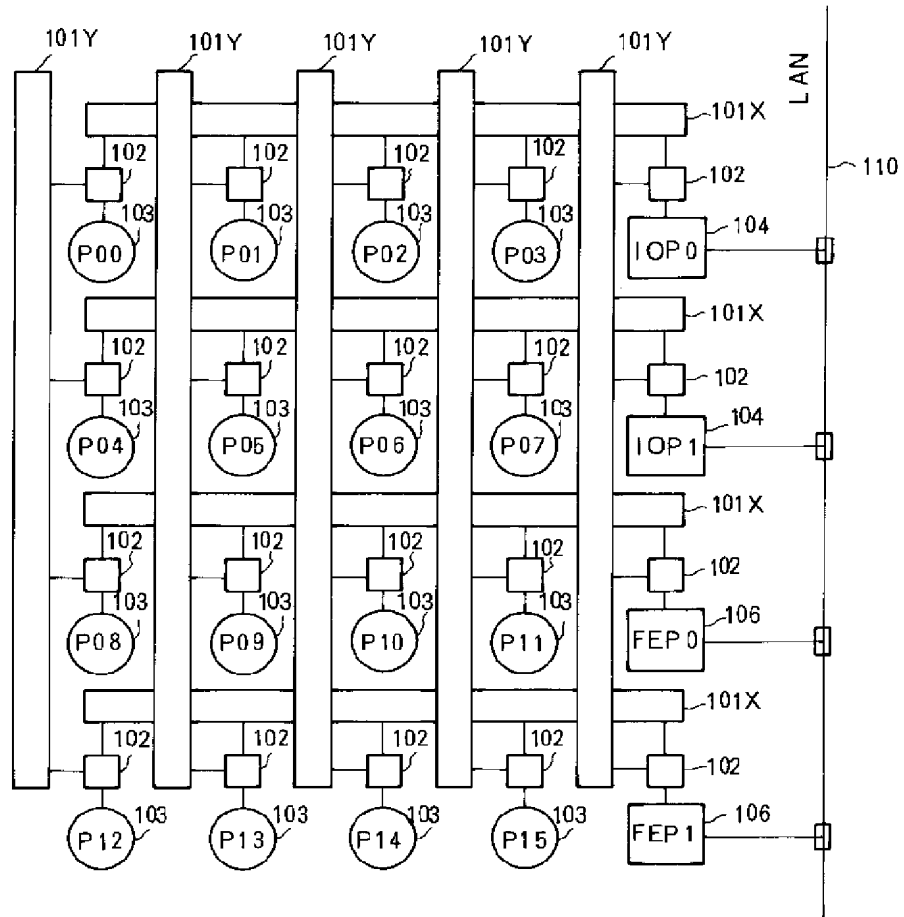 101Y 101Y 101Y 101Y 101Y
LAN
101X
102 102 102 102 102
110
103 103 103 103 104
P00 P01 P02 P03 IOP0
101X
102 102 102 102 102
103 103 103 103 104
P04 P05 P06 P07 IOP1
101X
102 102 102 102 102
103 103 103 103 106
P08 P09 P10 P11 FEP0
101X
102 102 102 102 102
103 103 103 103 106
P12 P13 P14 P15 FEP1